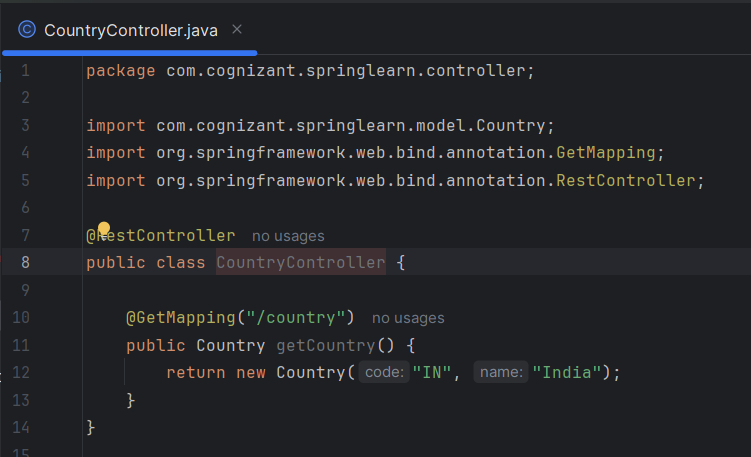 CountryController.java
1 package com.cognizant.springlearn.controller;
2
3 import com.cognizant.springlearn.model.Country;
4 import org.springframework.web.bind.annotation.GetMapping;
5 import org.springframework.web.bind.annotation.RestController;
6
7 @RestController no usages
8 public class CountryController {
9
10 @GetMapping("/country") no usages
11 public Country getCountry() {
12 return new Country( code: "IN", name: "India");
13 }
14 }
15